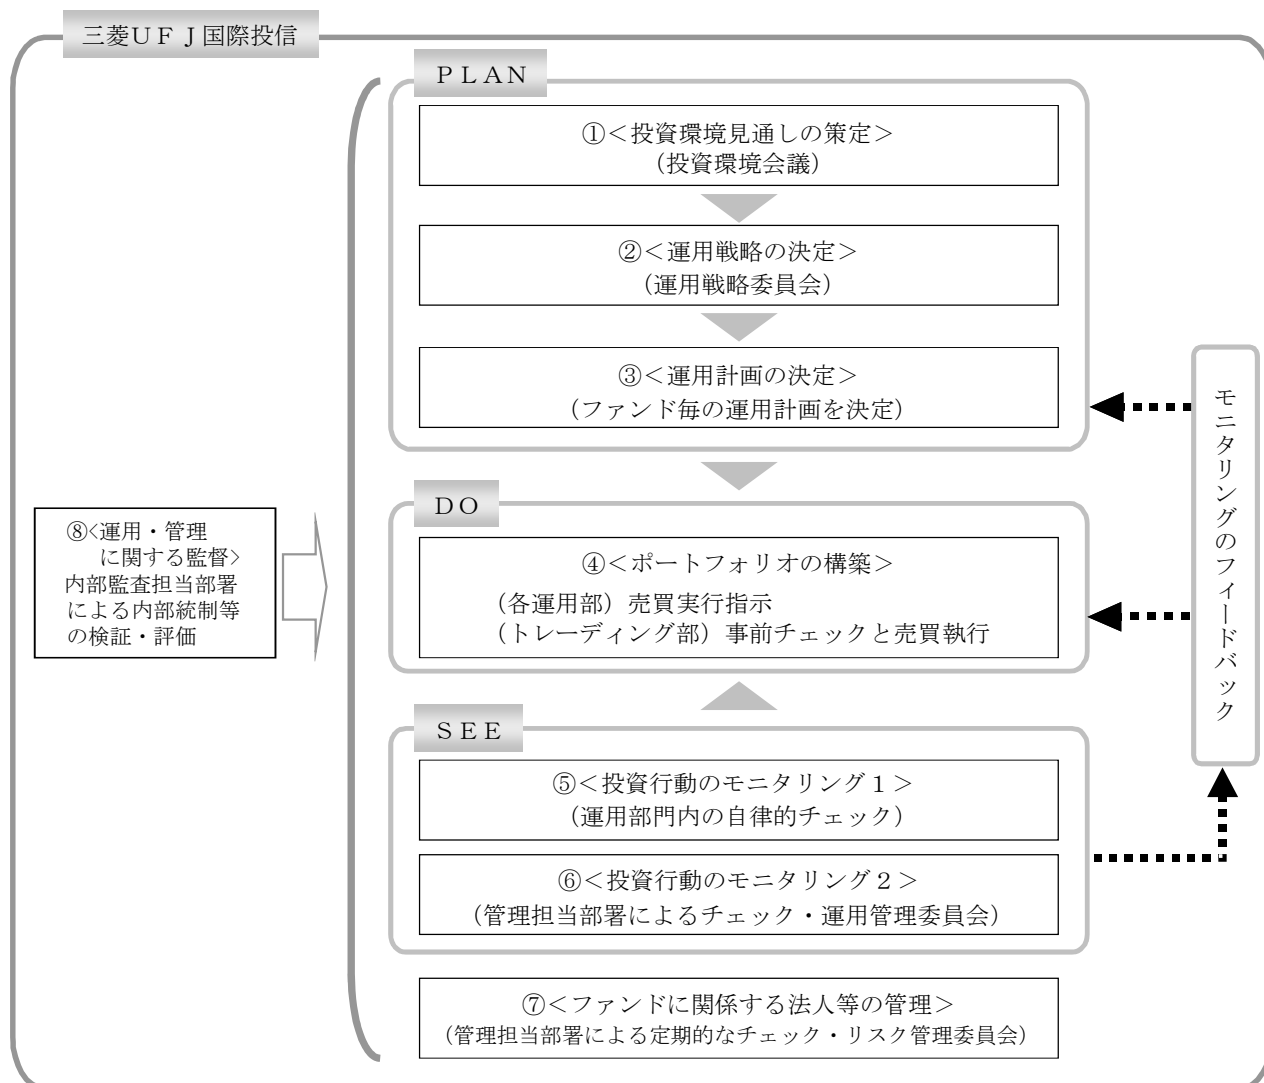 三菱ＵＦＪ国際投信
ＰＬＡＮ
①＜投資環境見通しの策定＞
（投資環境会議）
②＜運用戦略の決定＞
（運用戦略委員会）
③＜運用計画の決定＞
（ファンド毎の運用計画を決定）
ＤＯ
④＜ポートフォリオの構築＞
（各運用部）売買実行指示
（トレーディング部）事前チェックと売買執行
ＳＥＥ
⑤＜投資行動のモニタリング１＞
（運用部門内の自律的チェック）
⑥＜投資行動のモニタリング２＞
（管理担当部署によるチェック・運用管理委員会）
⑦＜ファンドに関係する法人等の管理＞
（管理担当部署による定期的なチェック・リスク管理委員会）
⑧<運用・管理
に関する監督>
内部監査担当部署
による内部統制等
の検証・評価
モニタリングのフィードバック